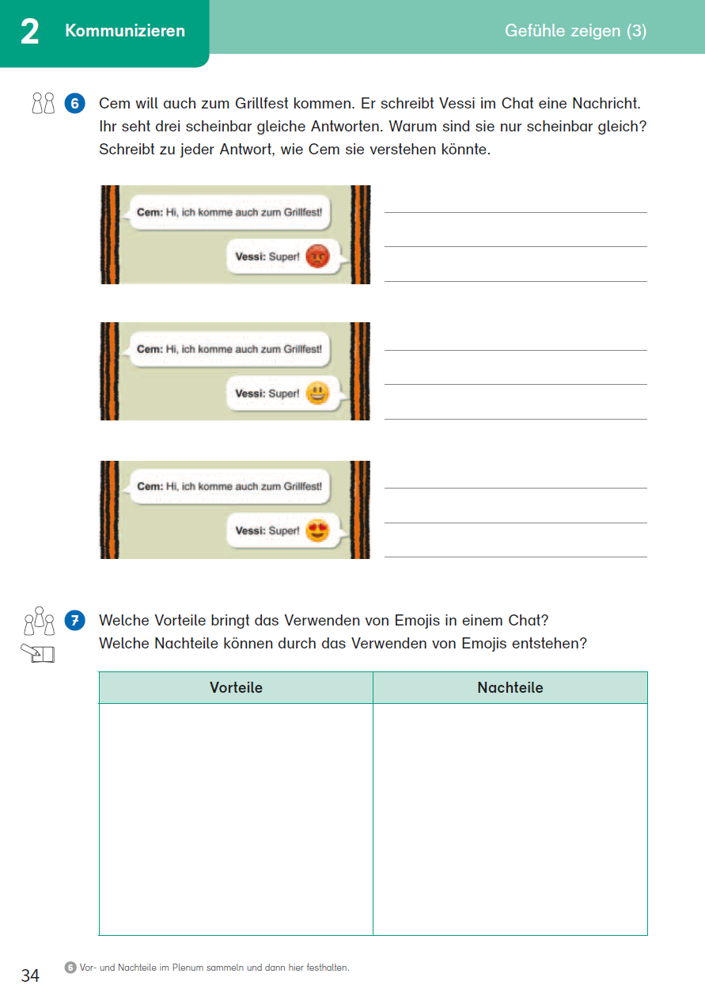 2 Kommunizieren
Gefühle zeigen (3)
6 Cem will auch zum Grillfest kommen. Er schreibt Vessi im Chat eine Nachricht.
Ihr seht drei scheinbar gleiche Antworten. Warum sind sie nur scheinbar gleich?
Schreibt zu jeder Antwort, wie Cem sie verstehen könnte.
Cem: Hi, ich komme auch zum Grillfest!
Vessi: Super! 😡
Cem: Hi, ich komme auch zum Grillfest!
Vessi: Super! 😃
Cem: Hi, ich komme auch zum Grillfest!
Vessi: Super! 😍
7 Welche Vorteile bringt das Verwenden von Emojis in einem Chat?
Welche Nachteile können durch das Verwenden von Emojis entstehen?
Vorteile
Nachteile
6 Vor- und Nachteile im Plenum sammeln und dann hier festhalten.
34